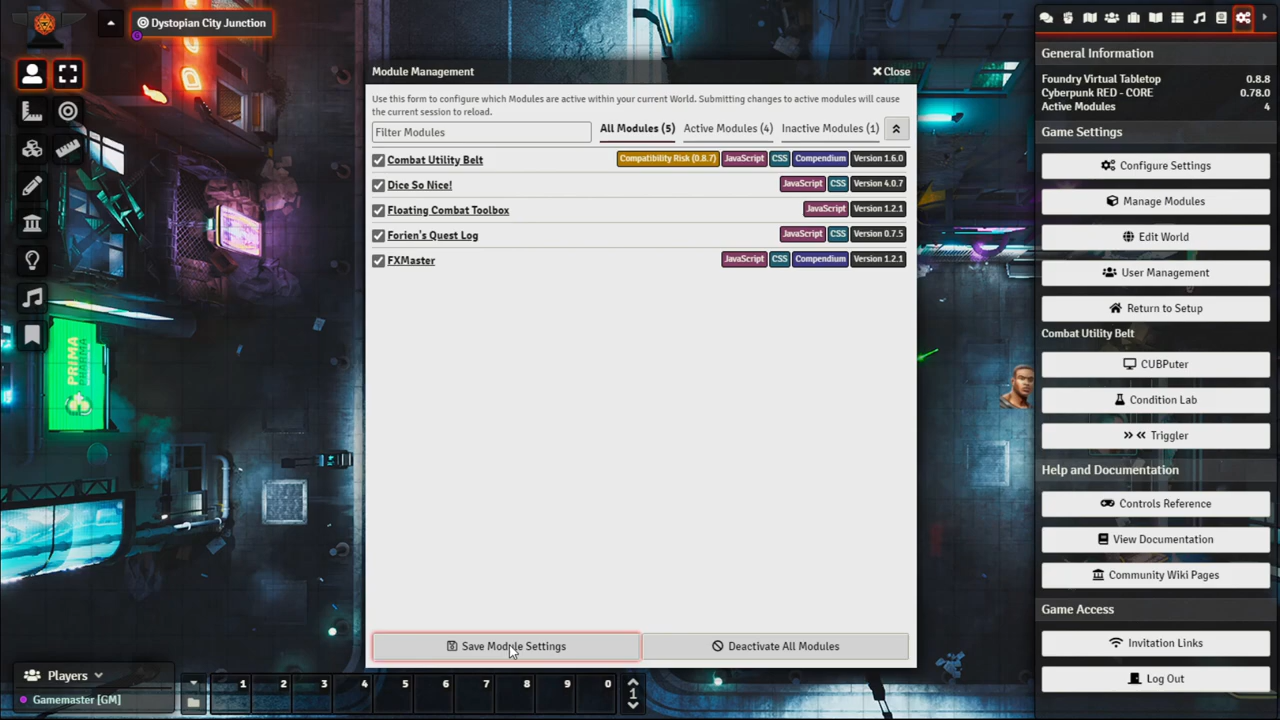 Dystopian City Junction
G
Module Management
Close
Use this form to configure which Modules are active within your current World. Submitting changes to active modules will cause
the current session to reload.
Filter Modules
All Modules (5)
Active Modules (4)
Inactive Modules (1)
Combat Utility Belt
Compatibility Risk (0.8.7) JavaScript CSS Compendium Version 1.6.0
Dice So Nice!
JavaScript CSS Version 4.0.7
Floating Combat Toolbox
JavaScript Version 1.2.1
Forien's Quest Log
JavaScript CSS Version 0.7.5
FXMaster
JavaScript CSS Compendium Version 1.2.1
Save Module Settings
Deactivate All Modules
General Information
Foundry Virtual Tabletop 0.8.8
Cyberpunk RED - CORE 0.78.0
Active Modules 4
Game Settings
Configure Settings
Manage Modules
Edit World
User Management
Return to Setup
Combat Utility Belt
CUBPuter
Condition Lab
Triggler
Help and Documentation
Controls Reference
View Documentation
Community Wiki Pages
Game Access
Invitation Links
Log Out
PRIMA
Players
Gamemaster [GM]
1 2 3 4 5 6 7 8 9 0
1